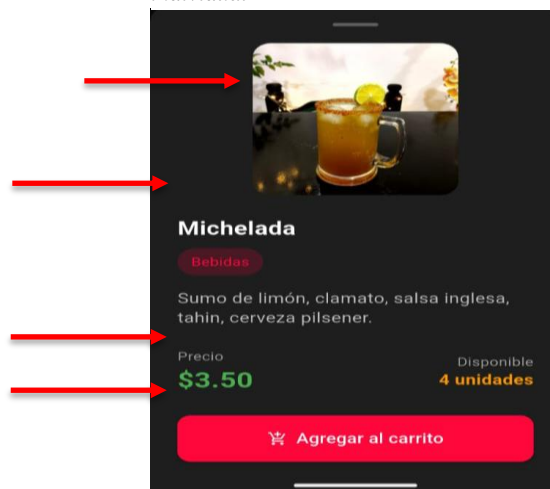 Michelada
Bebidas
Sumo de limón, clamato, salsa inglesa,
tahin, cerveza pilsener.
Precio
Disponible
$3.50
4 unidades
Agregar al carrito